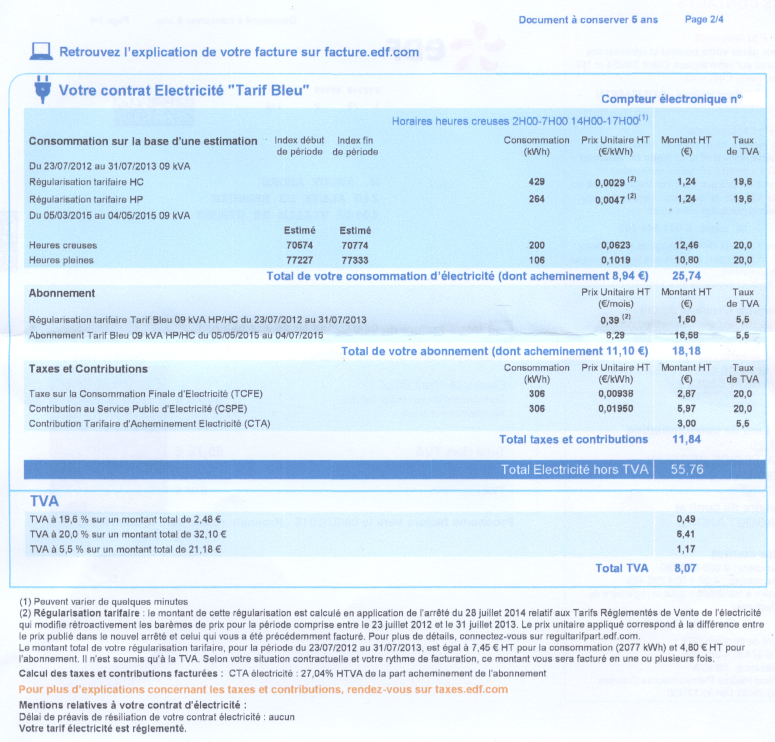 Document à conserver 5 ans Page 2/4
Retrouvez l'explication de votre facture sur facture.edf.com
Votre contrat Electricité "Tarif Bleu"
Compteur électronique n°
Horaires heures creuses 2H00-7H00 14H00-17H00(1)
Consommation sur la base d'une estimation Index début de période Index fin de période Consommation (kWh) Prix Unitaire HT (€/kWh) Montant HT (€) Taux de TVA
Du 23/07/2012 au 31/07/2013 09 kVA
Régularisation tarifaire HC 429 0,0029 (2) 1,24 19,6
Régularisation tarifaire HP 264 0,0047 (2) 1,24 19,6
Du 05/03/2015 au 04/05/2015 09 kVA
Estimé Estimé
Heures creuses 70574 70774 200 0,0623 12,46 20,0
Heures pleines 77227 77333 106 0,1019 10,80 20,0
Total de votre consommation d'électricité (dont acheminement 8,94 €) 25,74
Abonnement Prix Unitaire HT (€/mois) Montant HT (€) Taux de TVA
Régularisation tarifaire Tarif Bleu 09 kVA HP/HC du 23/07/2012 au 31/07/2013 0,39 (2) 1,60 5,5
Abonnement Tarif Bleu 09 kVA HP/HC du 05/05/2015 au 04/07/2015 8,29 16,58 5,5
Total de votre abonnement (dont acheminement 11,10 €) 18,18
Taxes et Contributions Consommation (kWh) Prix Unitaire HT (€/kWh) Montant HT (€) Taux de TVA
Taxe sur la Consommation Finale d'Electricité (TCFE) 306 0,00938 2,87 20,0
Contribution au Service Public d'Electricité (CSPE) 306 0,01950 5,97 20,0
Contribution Tarifaire d'Acheminement Electricité (CTA) 3,00 5,5
Total taxes et contributions 11,84
Total Electricité hors TVA 55,76
TVA
TVA à 19,6 % sur un montant total de 2,48 € 0,49
TVA à 20,0 % sur un montant total de 32,10 € 6,41
TVA à 5,5 % sur un montant total de 21,18 € 1,17
Total TVA 8,07
(1) Peuvent varier de quelques minutes
(2) Régularisation tarifaire : le montant de cette régularisation est calculé en application de l'arrêté du 28 juillet 2014 relatif aux Tarifs Réglementés de Vente de l'électricité
qui modifie rétroactivement les barèmes de prix pour la période comprise entre le 23 juillet 2012 et le 31 juillet 2013. Le prix unitaire appliqué correspond à la différence entre
le prix publié dans le nouvel arrêté et celui qui vous a été précédemment facturé. Pour plus de détails, connectez-vous sur regultarifpart.edf.com.
Le montant total de votre régularisation tarifaire, pour la période du 23/07/2012 au 31/07/2013, est égal à 7,45 € HT pour la consommation (2077 kWh) et 4,80 € HT pour
l'abonnement. Il n'est soumis qu'à la TVA. Selon votre situation contractuelle et votre rythme de facturation, ce montant vous sera facturé en une ou plusieurs fois.
Calcul des taxes et contributions facturées : CTA électricité : 27,04% HTVA de la part acheminement de l'abonnement
Pour plus d'explications concernant les taxes et contributions, rendez-vous sur taxes.edf.com
Mentions relatives à votre contrat d'électricité :
Délai de préavis de résiliation de votre contrat électricité : aucun
Votre tarif électricité est réglementé.